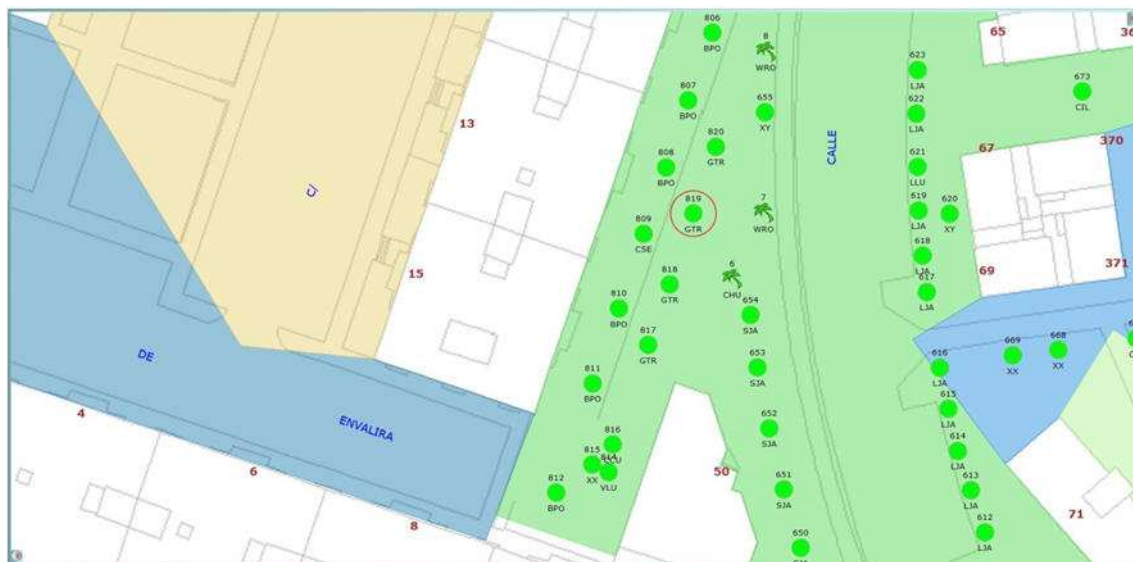 806
BPO
8
WRO
65
36
623
LJA
673
CIL
807
BPO
655
XY
622
LJA
13
820
GTR
CALLE
67
370
808
BPO
621
LLU
C/
819
GTR
7
WRO
619
LJA
620
XY
809
CSE
618
LJA
15
818
GTR
6
CHU
69
371
617
LJA
810
BPO
654
SJA
817
GTR
DE
653
SJA
616
LJA
669
XX
668
XX
811
BPO
615
LJA
4
ENVALIRA
816
652
SJA
614
LJA
815
XX
VLU
6
50
812
BPO
651
SJA
613
LJA
8
71
612
LJA
650